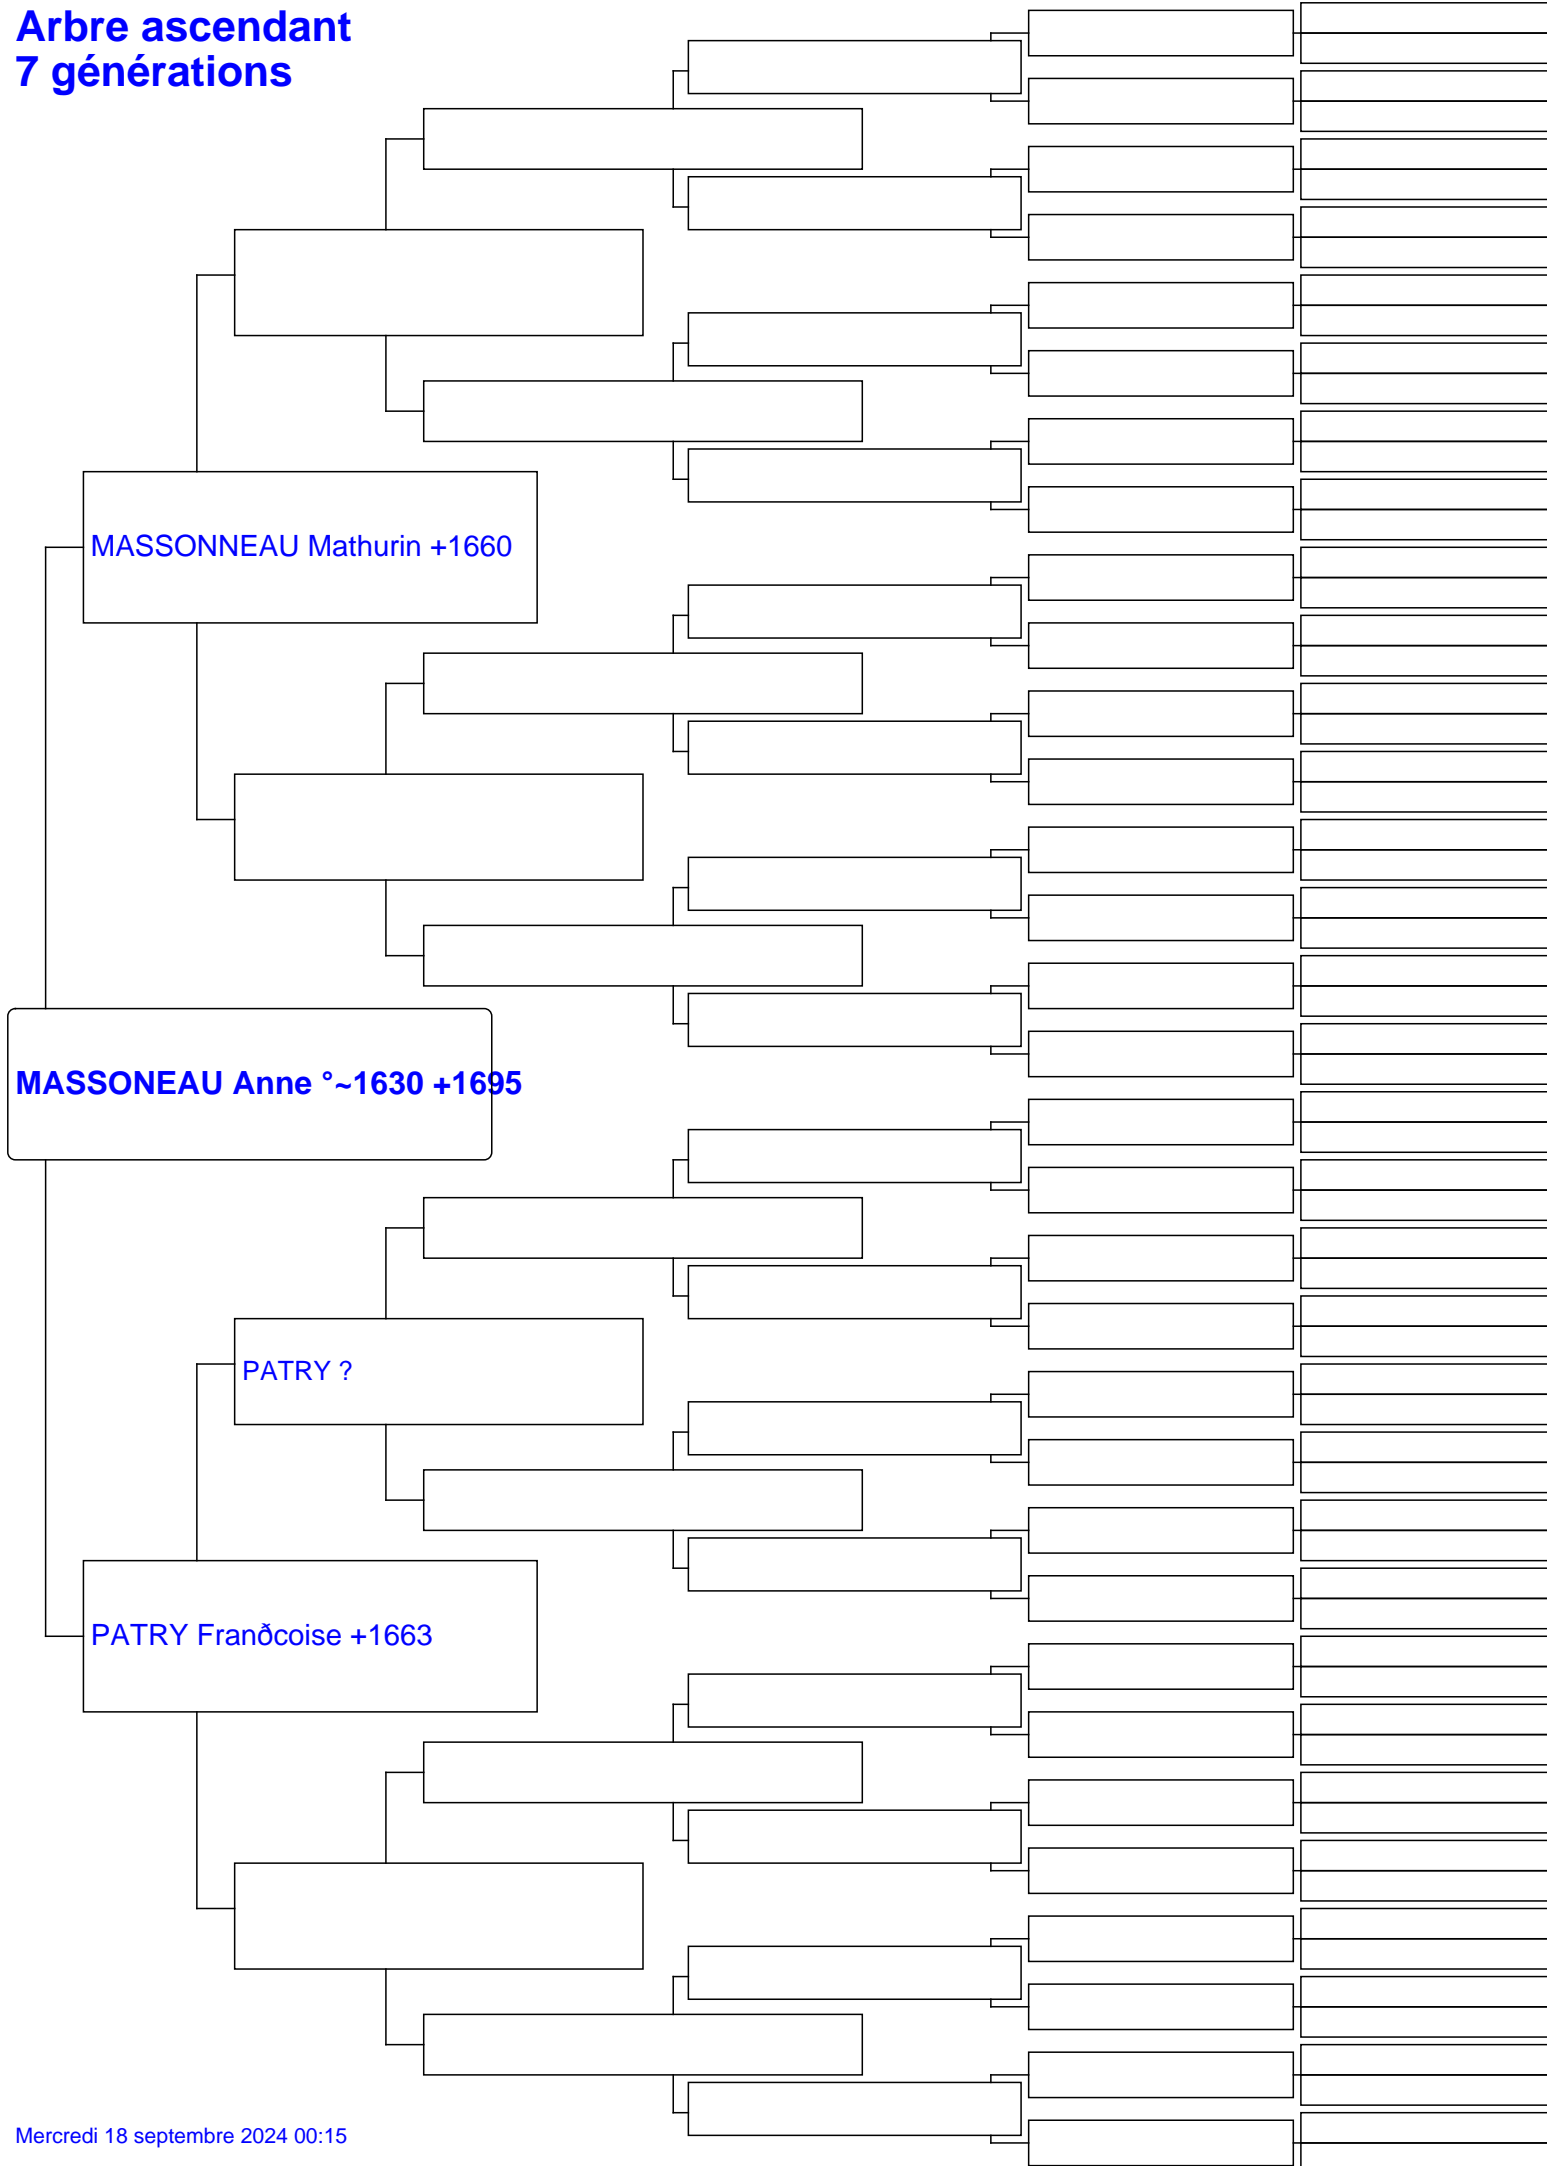 Arbre ascendant
7 générations
MASSONNEAU Mathurin +1660
MASSONEAU Anne °~1630 +1695
PATRY ?
PATRY Franðcoise +1663
Mercredi 18 septembre 2024 00:15